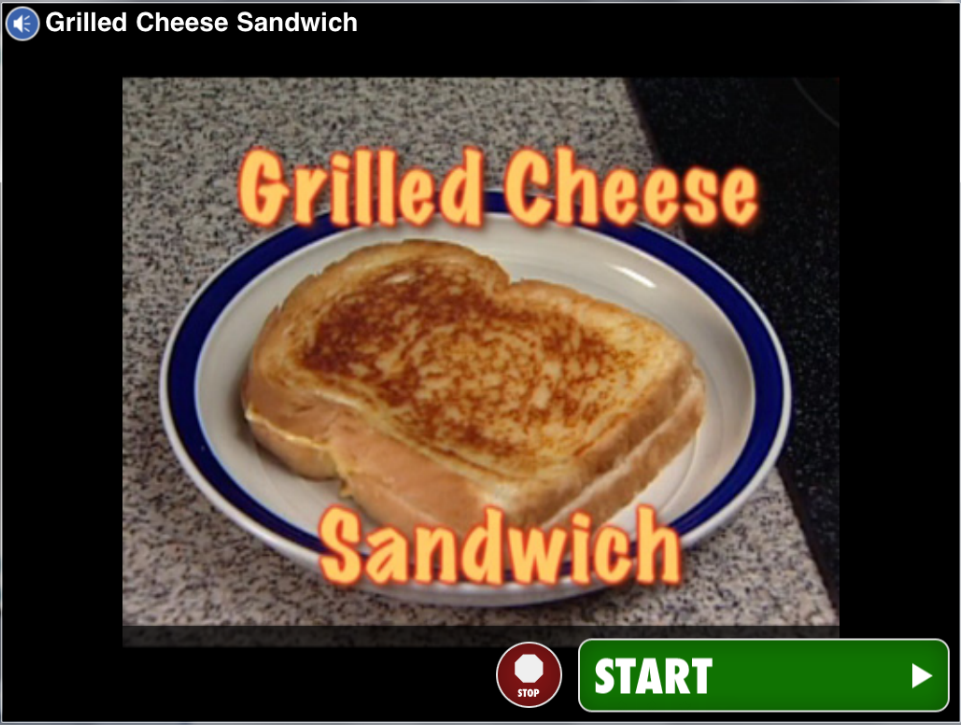 Grilled Cheese Sandwich
Grilled Cheese
Sandwich
STOP
START